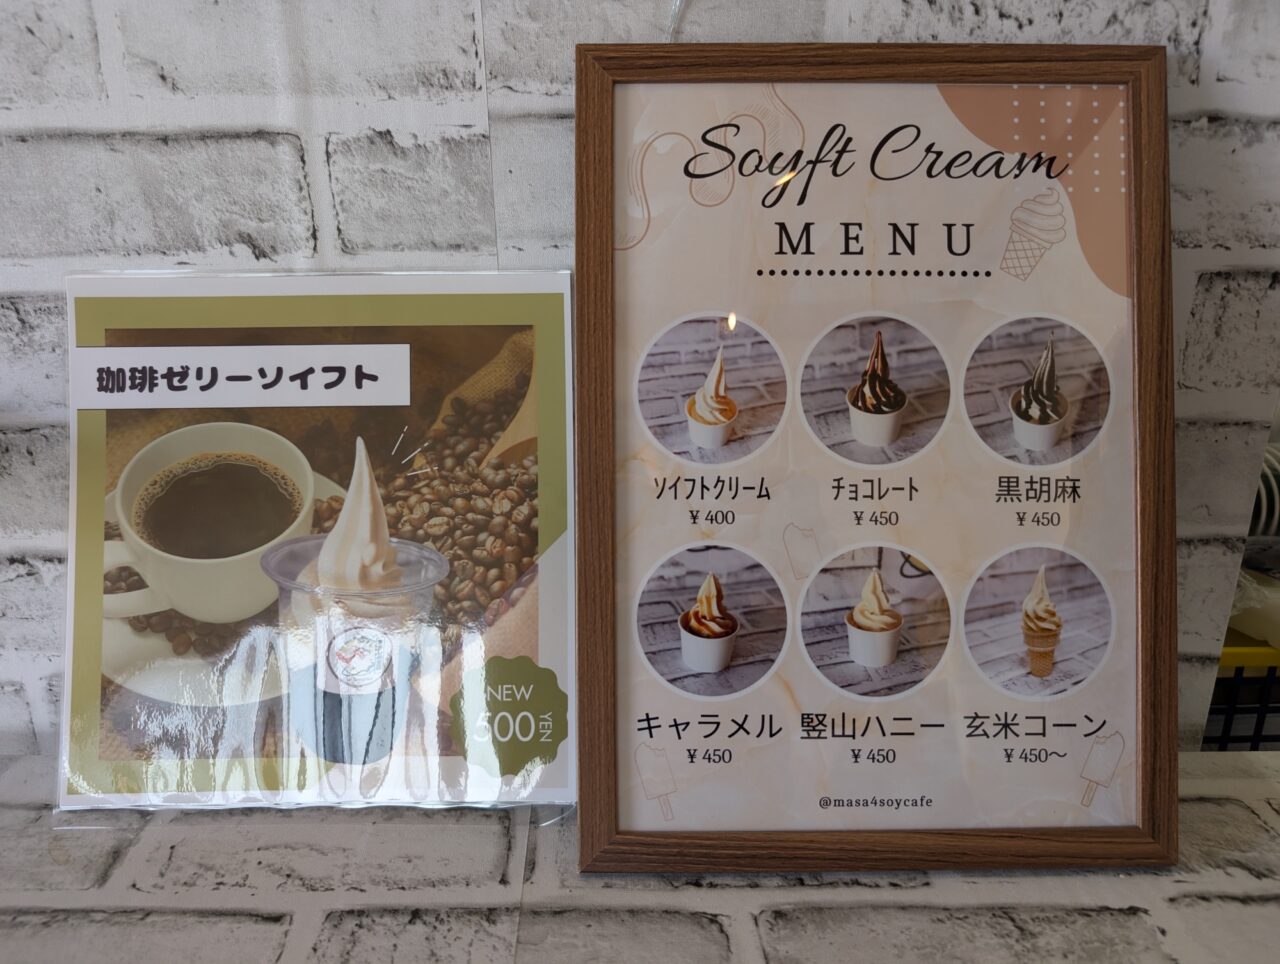 珈琲ゼリーソイフト
NEW
500 YEN
Soyft Cream
MENU
ソイフトクリーム
¥ 400
チョコレート
¥ 450
黒胡麻
¥ 450
キャラメル
¥ 450
竪山ハニー
¥ 450
玄米コーン
¥ 450〜
@masa4soycafe